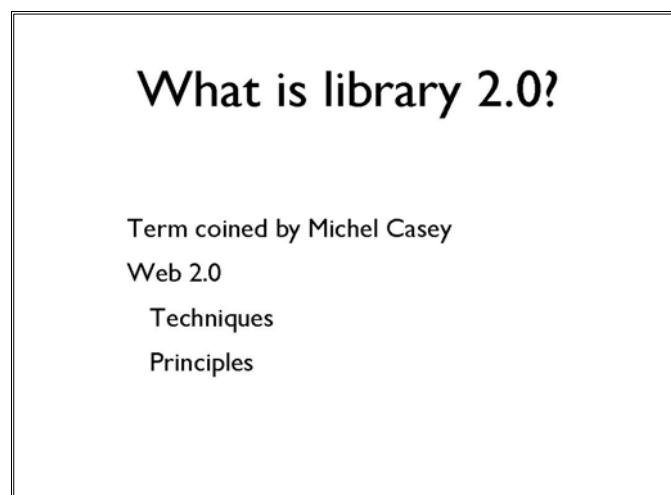 What is library 2.0?
Term coined by Michel Casey
Web 2.0
Techniques
Principles